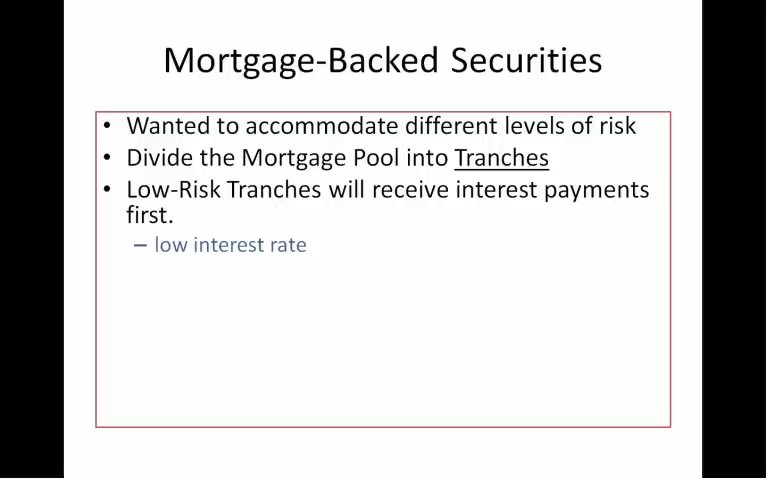 Mortgage-Backed Securities
• Wanted to accommodate different levels of risk
• Divide the Mortgage Pool into Tranches
• Low-Risk Tranches will receive interest payments
first.
– low interest rate